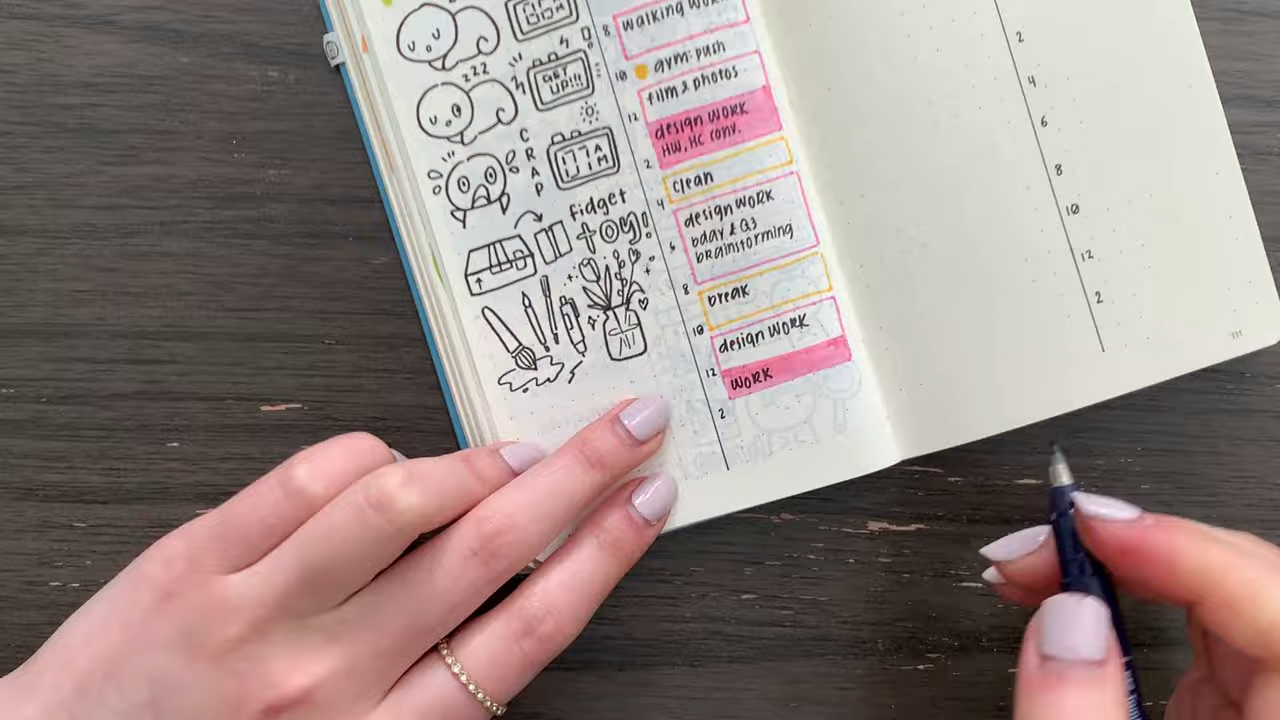 GET
UP!!!
zzz
C
R
A
P
1:17 AM
fidget
toy!
8
walking work
10
gym: push
film & photos
12
design work
HW, HC conv.
2
clean
4
design work
bday & Q3
brainstorming
6
8
break
10
design work
12
work
2
2
4
6
8
10
12
2